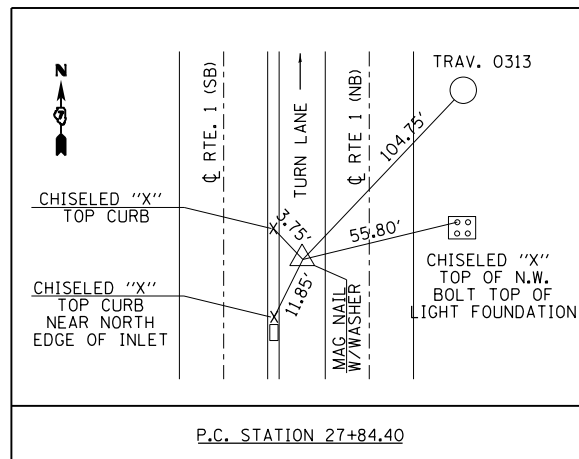 TRAV. 0313
N
℄ RTE. 1 (SB)
TURN LANE
℄ RTE 1 (NB)
104.75'
CHISELED "X"
TOP CURB
X
3.75'
55.80'
CHISELED "X"
TOP OF N.W.
BOLT TOP OF
LIGHT FOUNDATION
CHISELED "X"
TOP CURB
NEAR NORTH
EDGE OF INLET
X
11.85'
MAG NAIL
W/WASHER
P.C. STATION 27+84.40